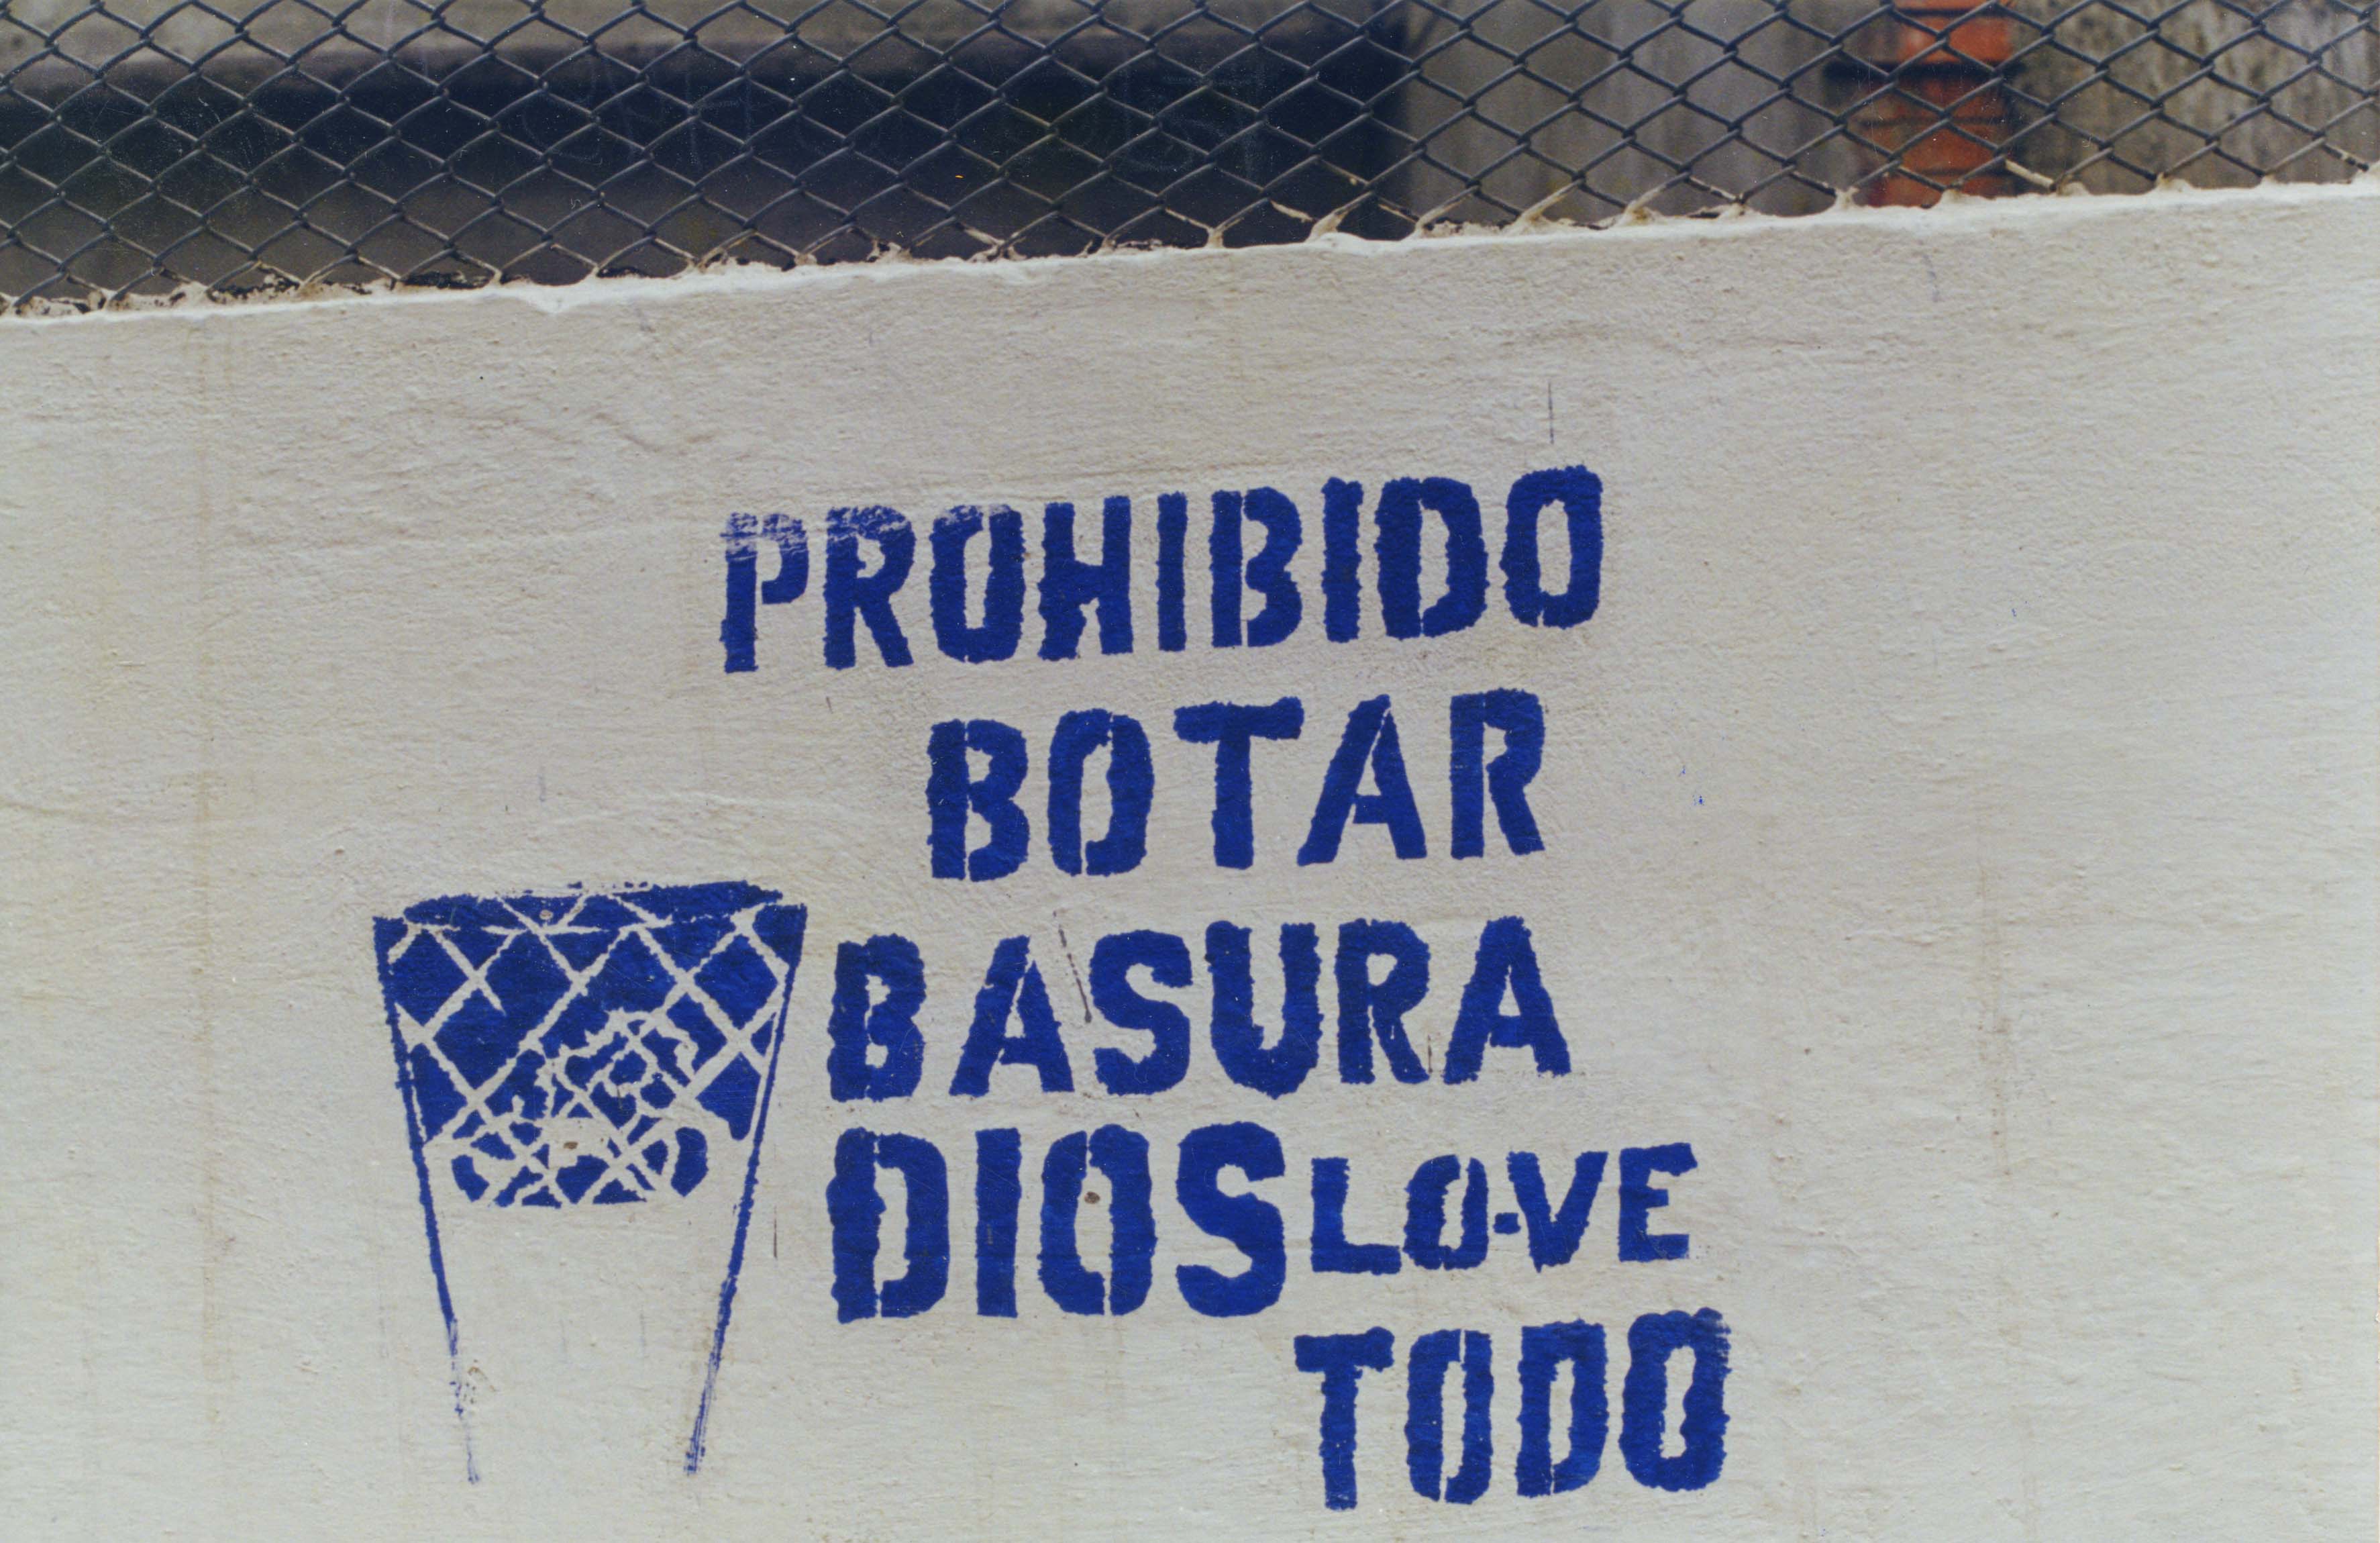 PROHIBIDO
BOTAR
BASURA
DIOS LO-VE
TODO